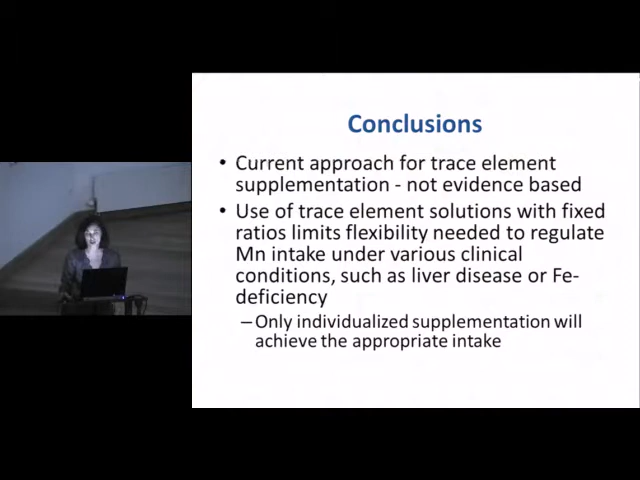 Conclusions
• Current approach for trace element
supplementation - not evidence based
• Use of trace element solutions with fixed
ratios limits flexibility needed to regulate
Mn intake under various clinical
conditions, such as liver disease or Fe-
deficiency
–Only individualized supplementation will
achieve the appropriate intake